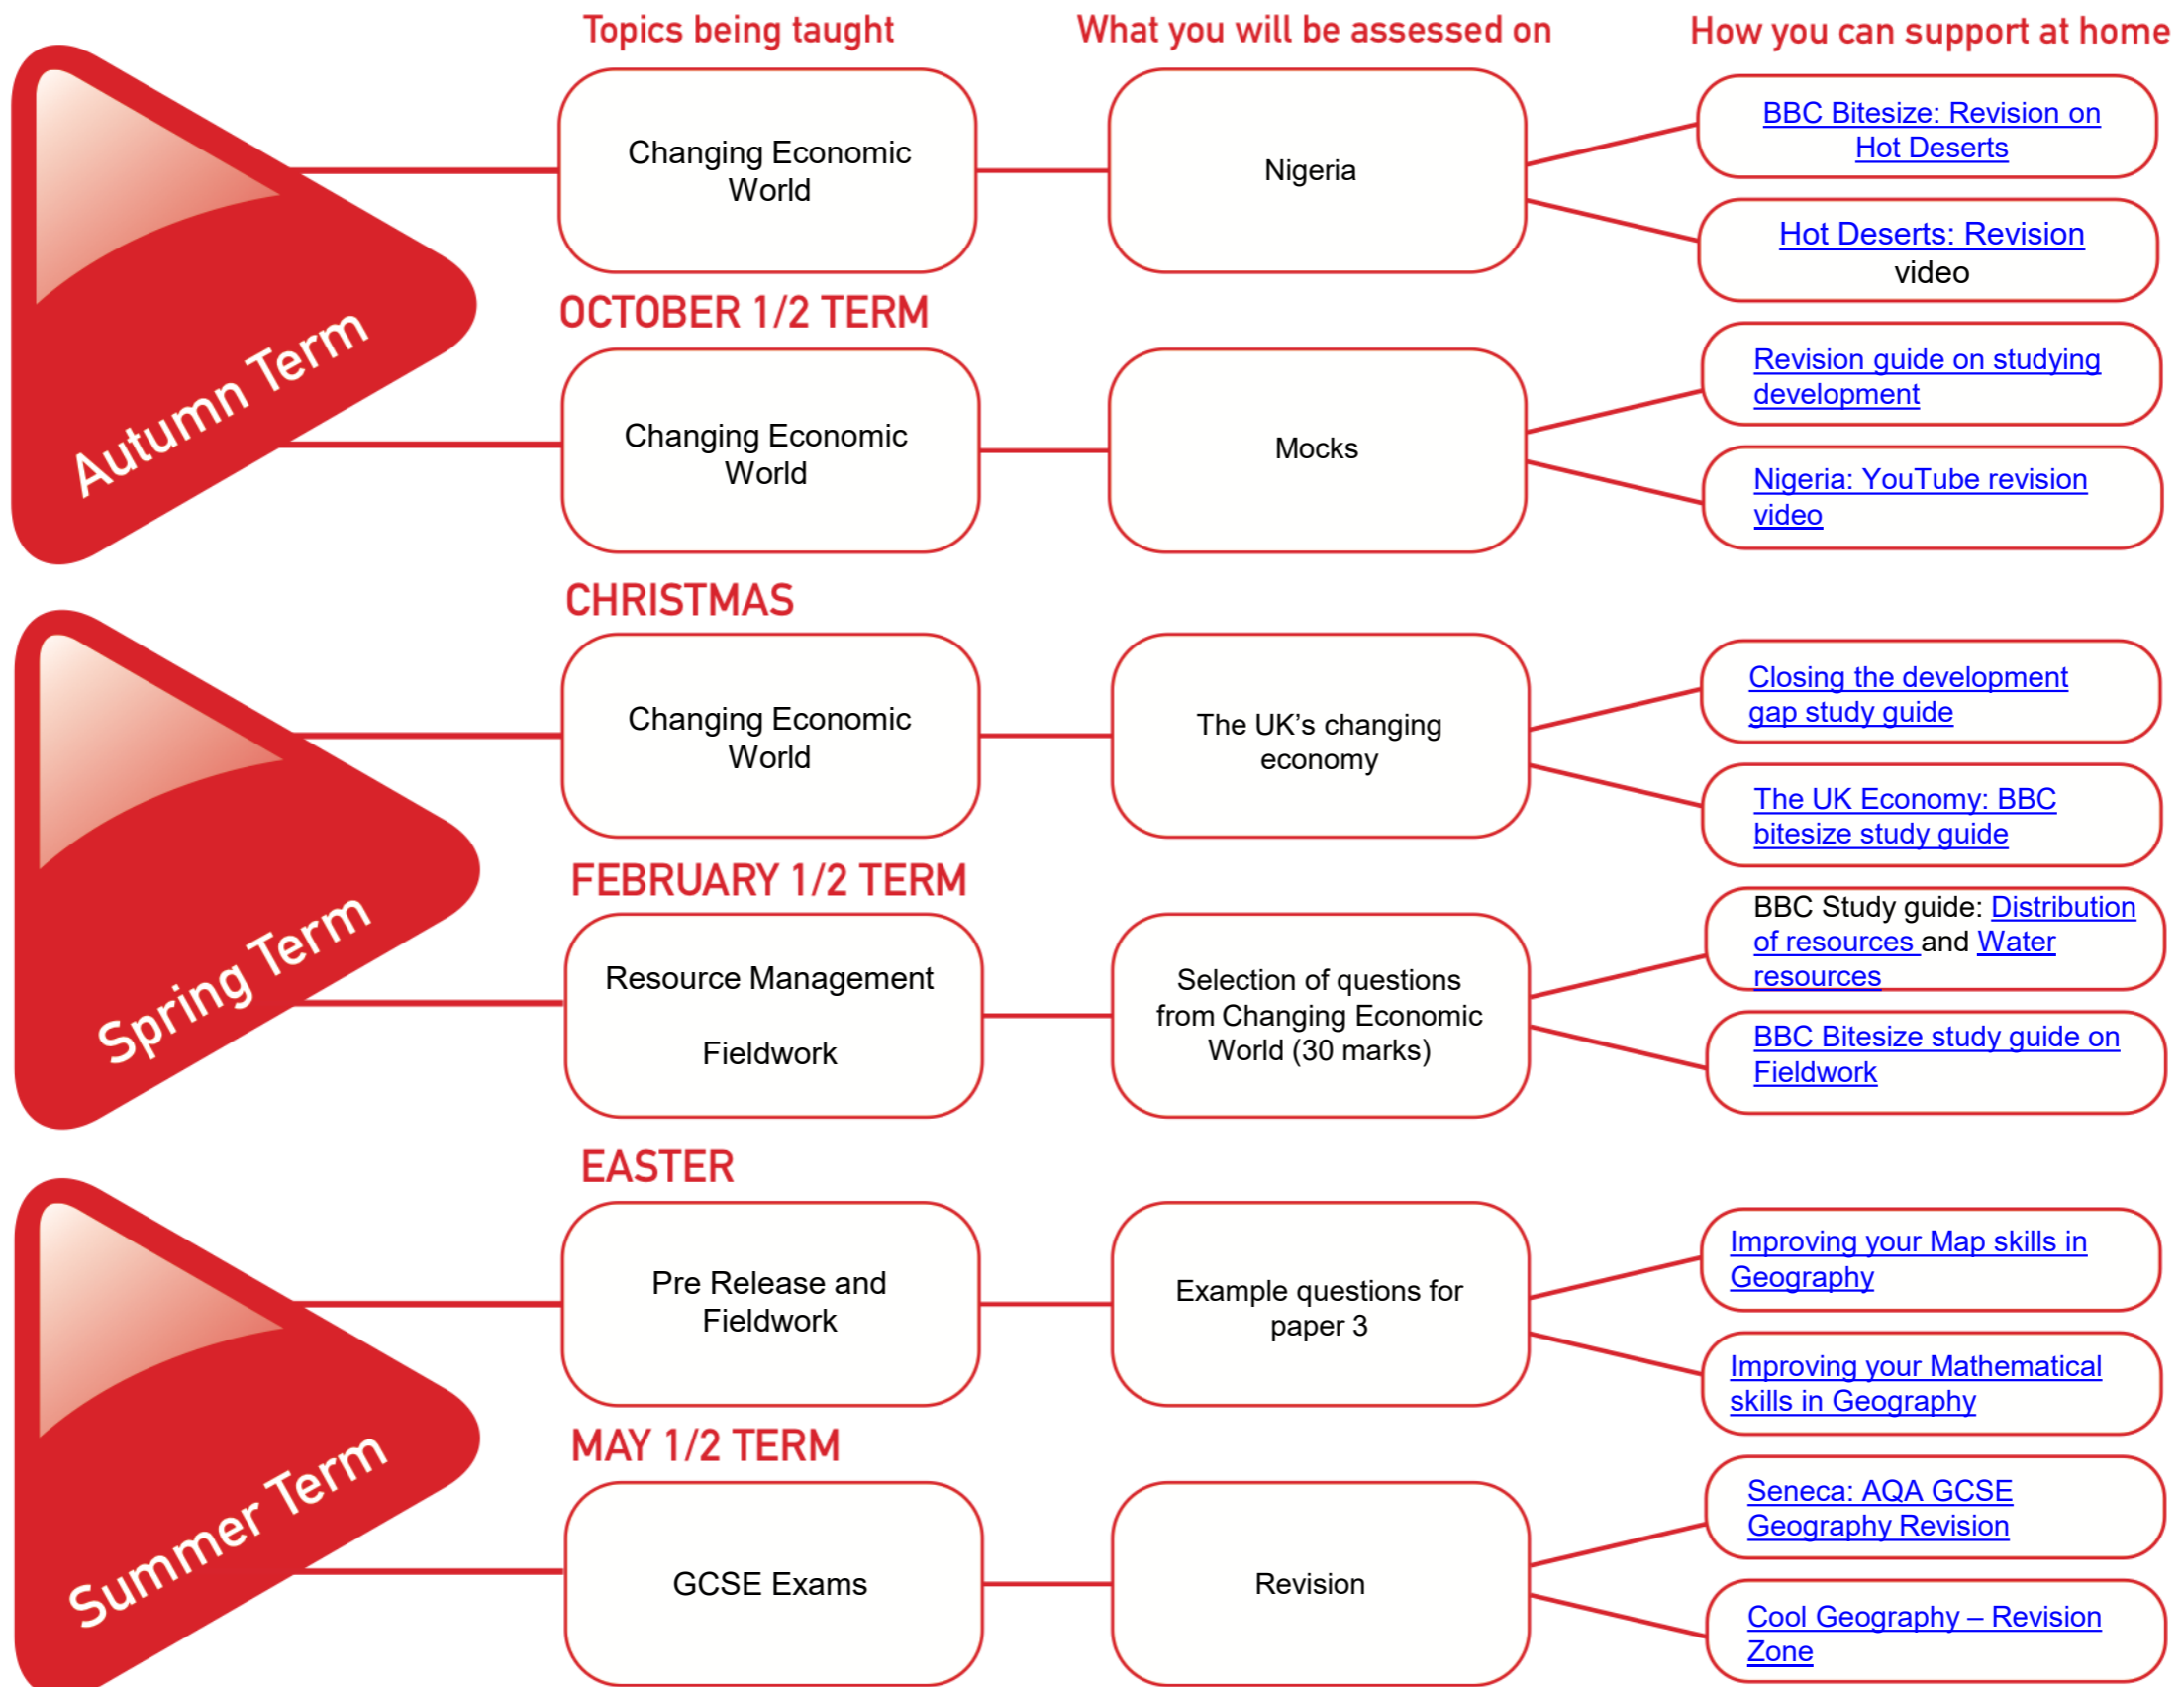 Topics being taught
What you will be assessed on
How you can support at home
Autumn Term
Changing Economic
World
Nigeria
BBC Bitesize: Revision on
Hot Deserts
Hot Deserts: Revision
video
OCTOBER 1/2 TERM
Changing Economic
World
Mocks
Revision guide on studying
development
Nigeria: YouTube revision
video
CHRISTMAS
Spring Term
Changing Economic
World
The UK’s changing
economy
Closing the development
gap study guide
The UK Economy: BBC
bitesize study guide
FEBRUARY 1/2 TERM
Resource Management
Fieldwork
Selection of questions
from Changing Economic
World (30 marks)
BBC Study guide: Distribution
of resources and Water
resources
BBC Bitesize study guide on
Fieldwork
EASTER
Summer Term
Pre Release and
Fieldwork
Example questions for
paper 3
Improving your Map skills in
Geography
Improving your Mathematical
skills in Geography
MAY 1/2 TERM
GCSE Exams
Revision
Seneca: AQA GCSE
Geography Revision
Cool Geography – Revision
Zone